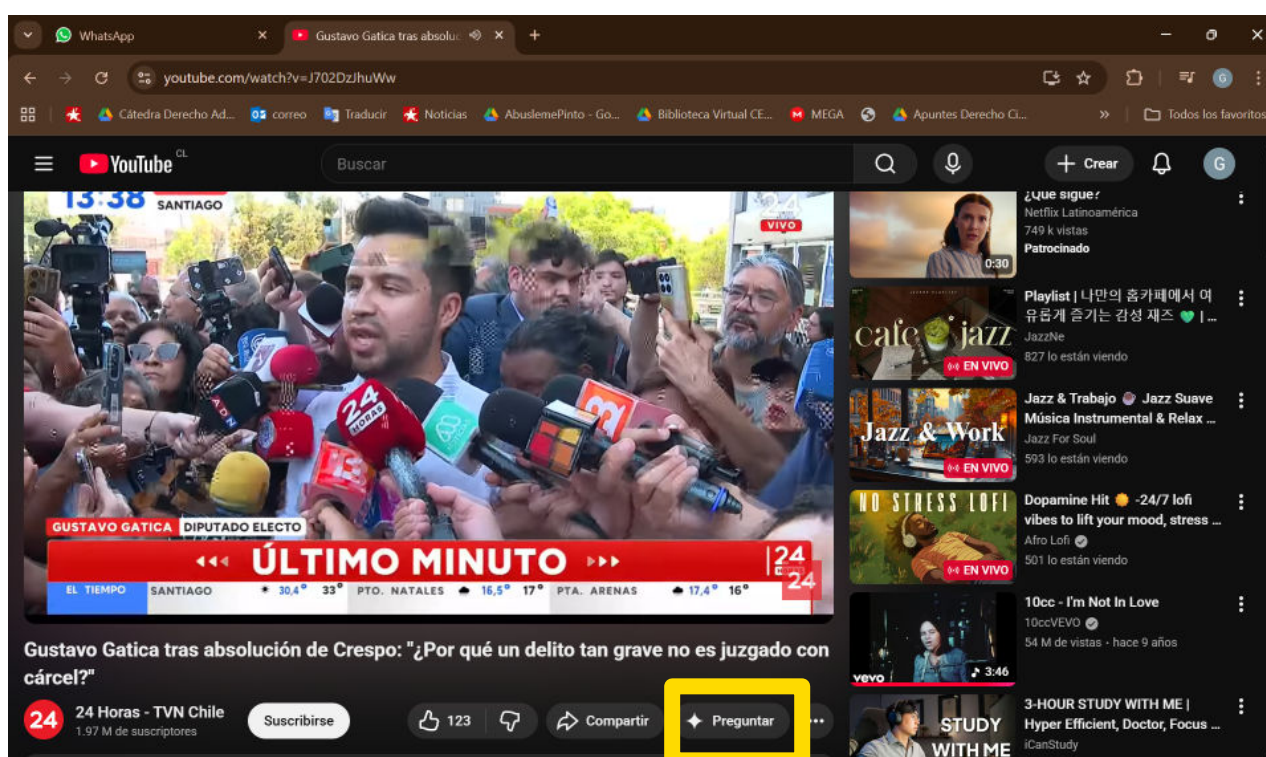 WhatsApp
Gustavo Gatica tras absoluc
youtube.com/watch?v=J702DzJhuWw
Cátedra Derecho Ad...
correo
Traducir
Noticias
AbuslemePinto - Go...
Biblioteca Virtual CE...
MEGA
Apuntes Derecho Ci...
Todos los favoritos
YouTube CL
Buscar
Crear
G
13:38 SANTIAGO
24
VIVO
ADN
24 HORAS
13
GUSTAVO GATICA DIPUTADO ELECTO
ÚLTIMO MINUTO
24 HORAS
24
EL TIEMPO SANTIAGO 30,4° 33° PTO. NATALES 16,5° 17° PTA. ARENAS 17,4° 16°
Gustavo Gatica tras absolución de Crespo: "¿Por qué un delito tan grave no es juzgado con
cárcel?"
24
24 Horas - TVN Chile
1.97 M de suscriptores
Suscribirse
123
Compartir
Preguntar
0:30
¿Qué sigue?
Netflix Latinoamérica
749 k vistas
Patrocinado
cafe jazz
EN VIVO
Playlist | 나만의 홈카페에서 여
유롭게 즐기는 감성 재즈 💚 | ...
JazzNe
827 lo están viendo
Jazz & Work
EN VIVO
Jazz & Trabajo Jazz Suave
Música Instrumental & Relax ...
Jazz For Soul
593 lo están viendo
NO STRESS LOFI
EN VIVO
Dopamine Hit -24/7 lofi
vibes to lift your mood, stress ...
Afro Lofi
501 lo están viendo
vevo
3:46
10cc - I'm Not In Love
10ccVEVO
54 M de vistas • hace 9 años
STUDY
WITH ME
3-HOUR STUDY WITH ME |
Hyper Efficient, Doctor, Focus ...
iCanStudy